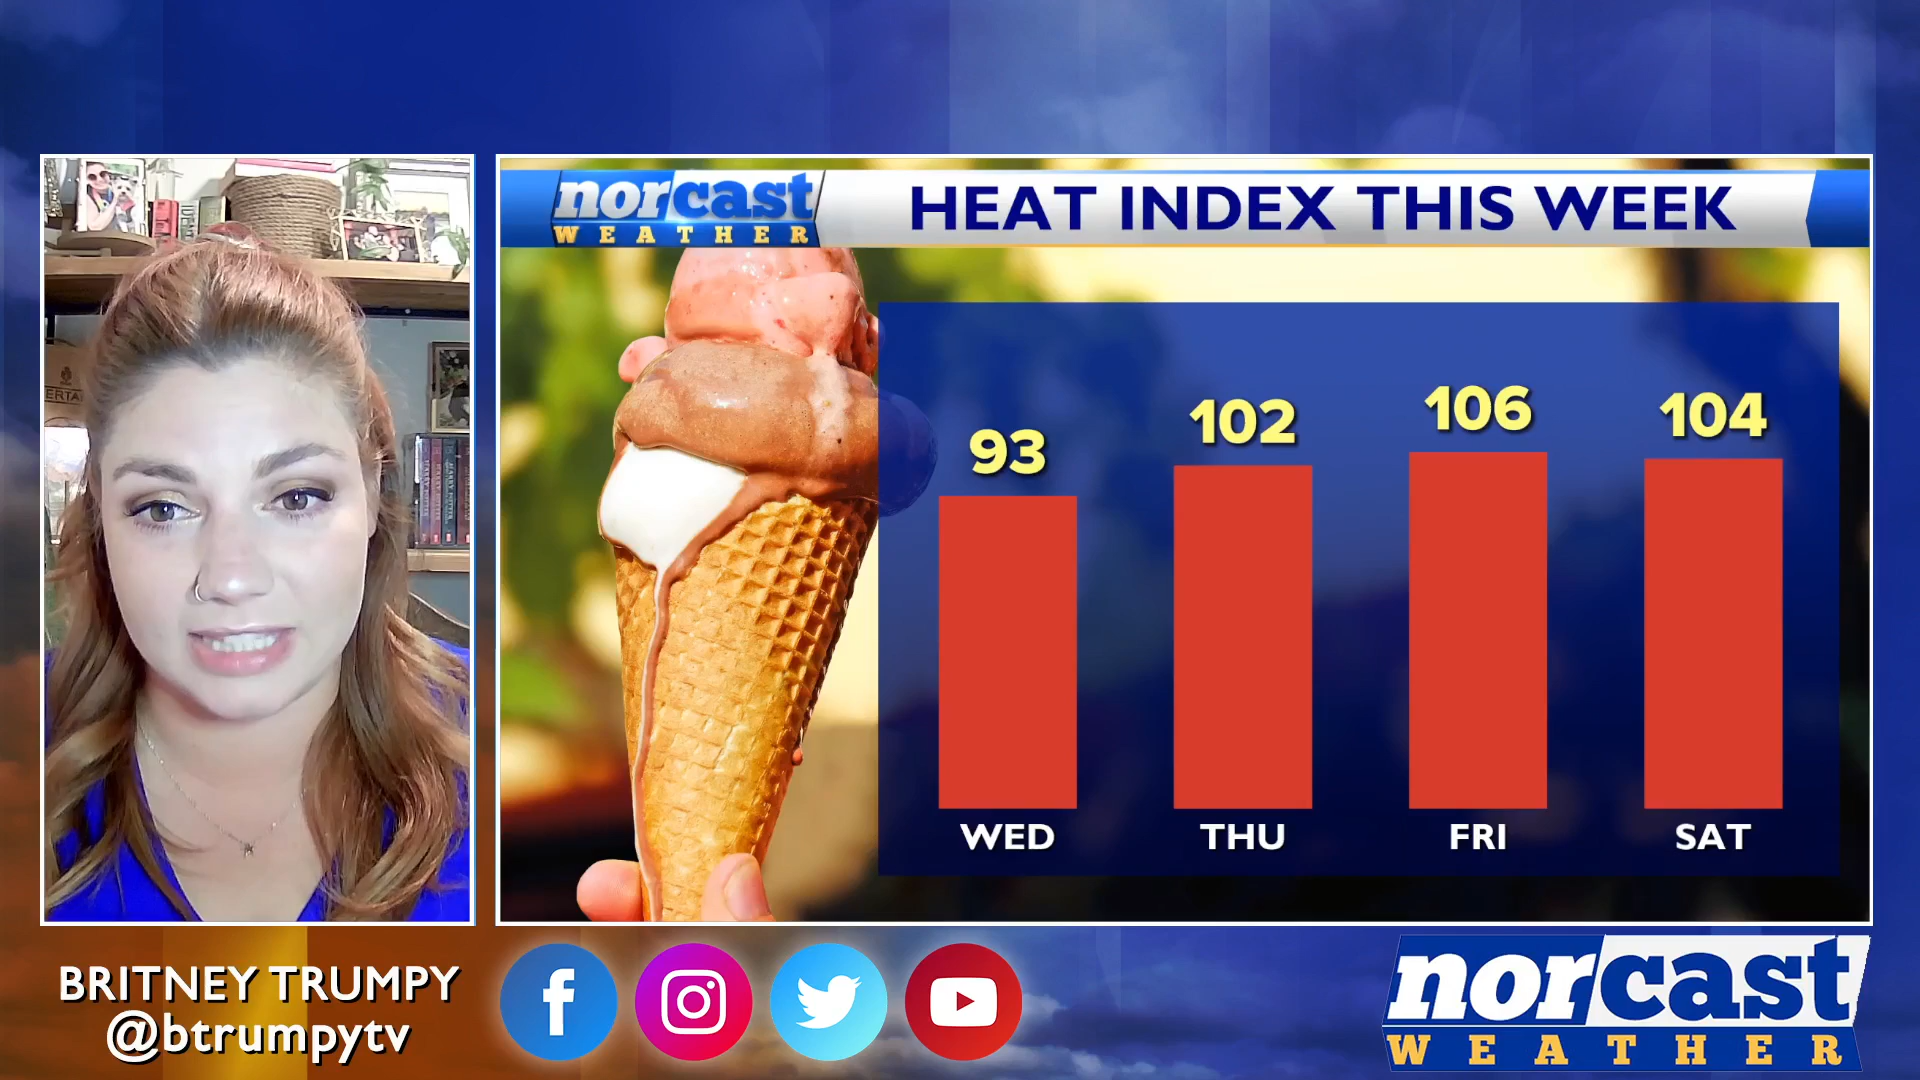 norcast
WEATHER
HEAT INDEX THIS WEEK
93
102
106
104
WED
THU
FRI
SAT
BRITNEY TRUMPY
@btrumpytv
norcast
WEATHER